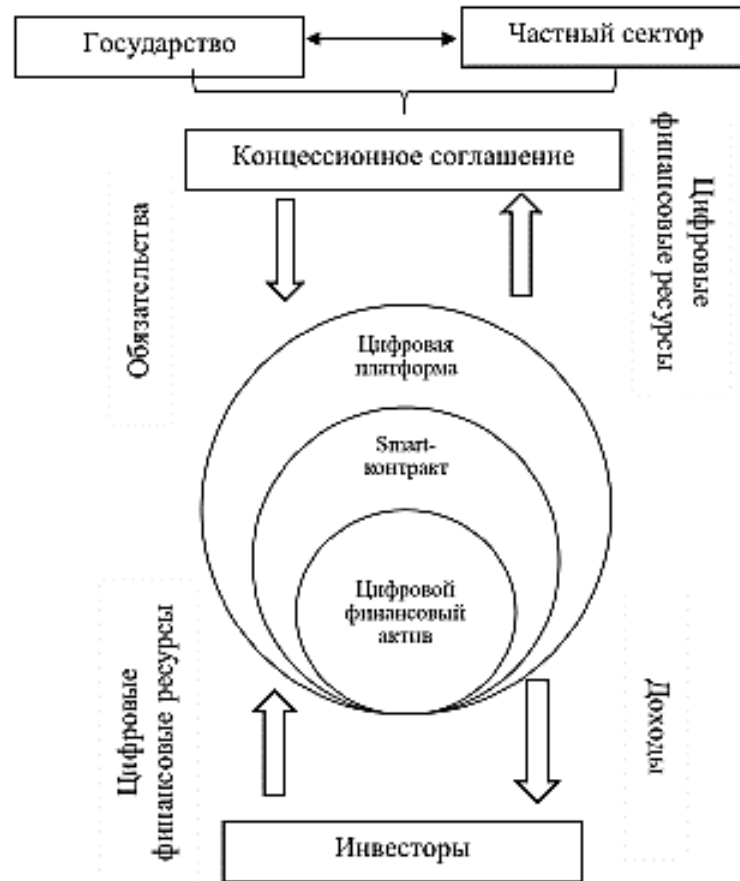 Государство
Частный сектор
Концессионное соглашение
Обязательства
Цифровые
финансовые ресурсы
Цифровая
платформа
Smart-
контракт
Цифровой
финансовый
актив
Цифровые
финансовые ресурсы
Доходы
Инвесторы